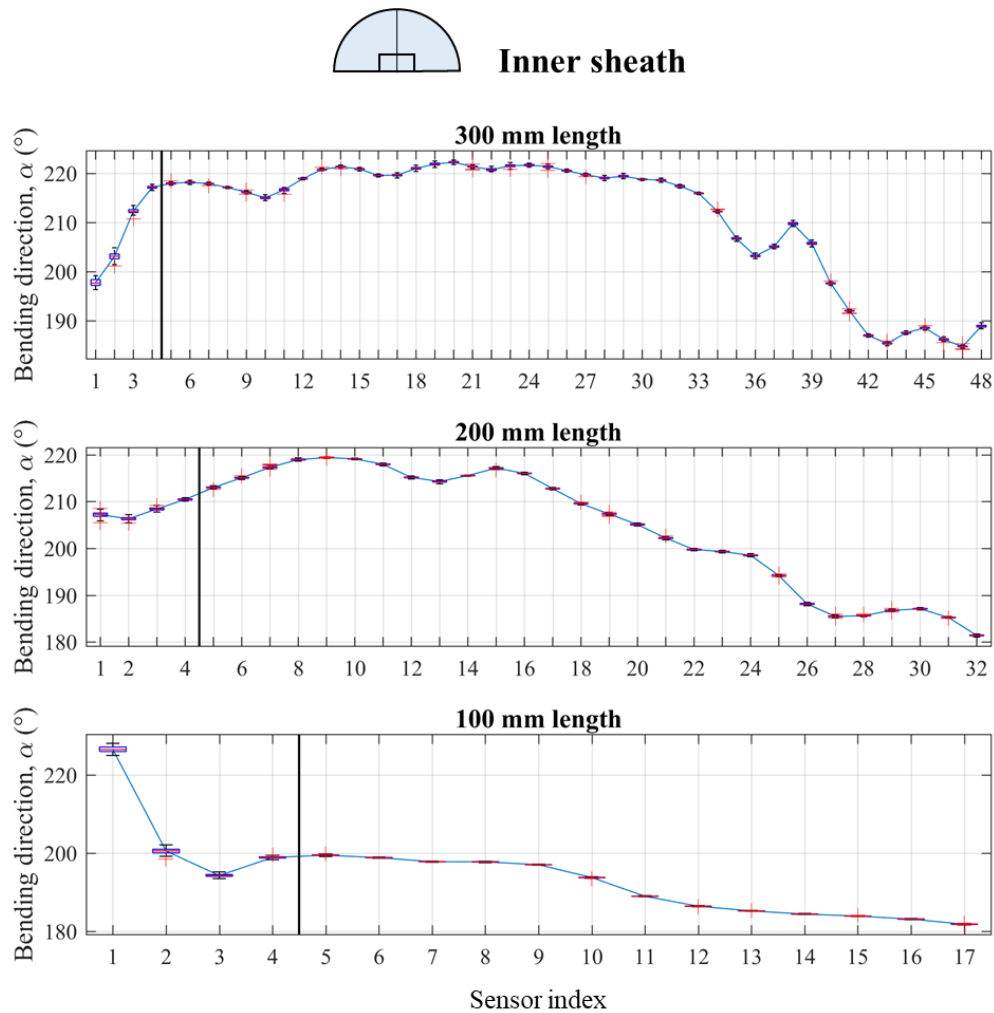 Inner sheath
300 mm length
Bending direction, α (°)
220
210
200
190
1 3 6 9 12 15 18 21 24 27 30 33 36 39 42 45 48
200 mm length
Bending direction, α (°)
220
210
200
190
180
1 2 4 6 8 10 12 14 16 18 20 22 24 26 28 30 32
100 mm length
Bending direction, α (°)
220
200
180
1 2 3 4 5 6 7 8 9 10 11 12 13 14 15 16 17
Sensor index